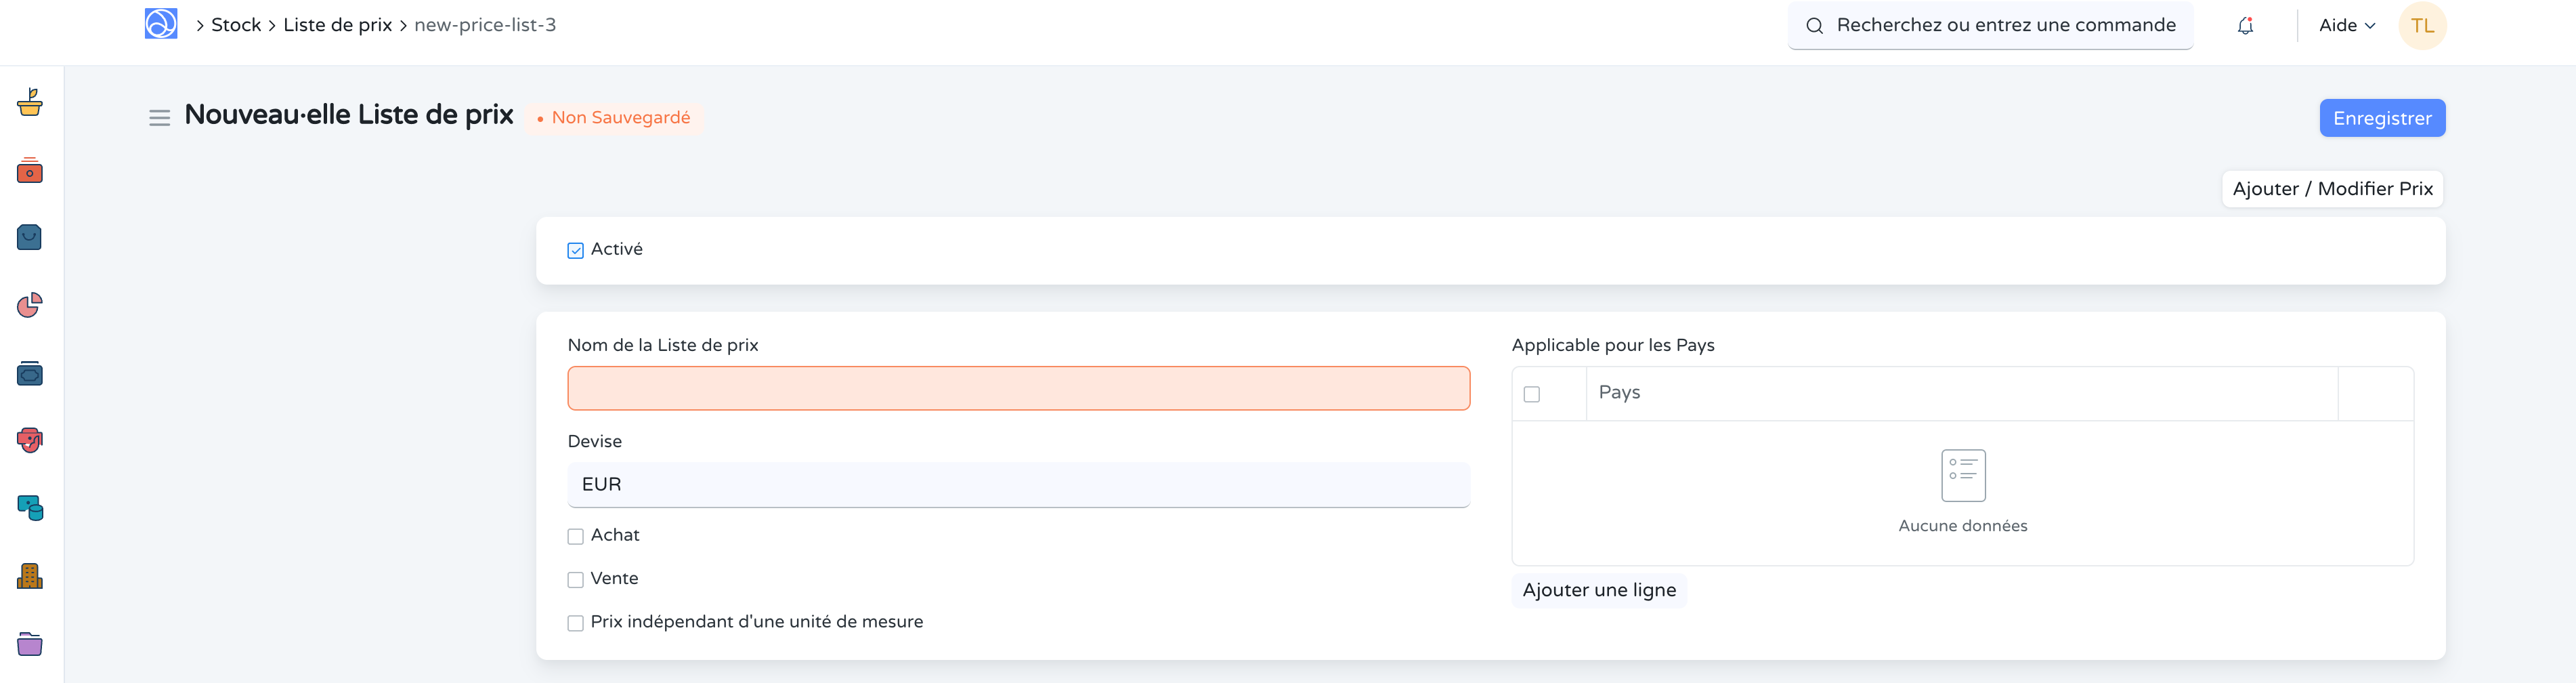 Stock > Liste de prix > new-price-list-3
Recherchez ou entrez une commande
Aide
TL
Nouveau·elle Liste de prix
• Non Sauvegardé
Enregistrer
Ajouter / Modifier Prix
Activé
Nom de la Liste de prix
Devise
EUR
Achat
Vente
Prix indépendant d'une unité de mesure
Applicable pour les Pays
Pays
Aucune données
Ajouter une ligne